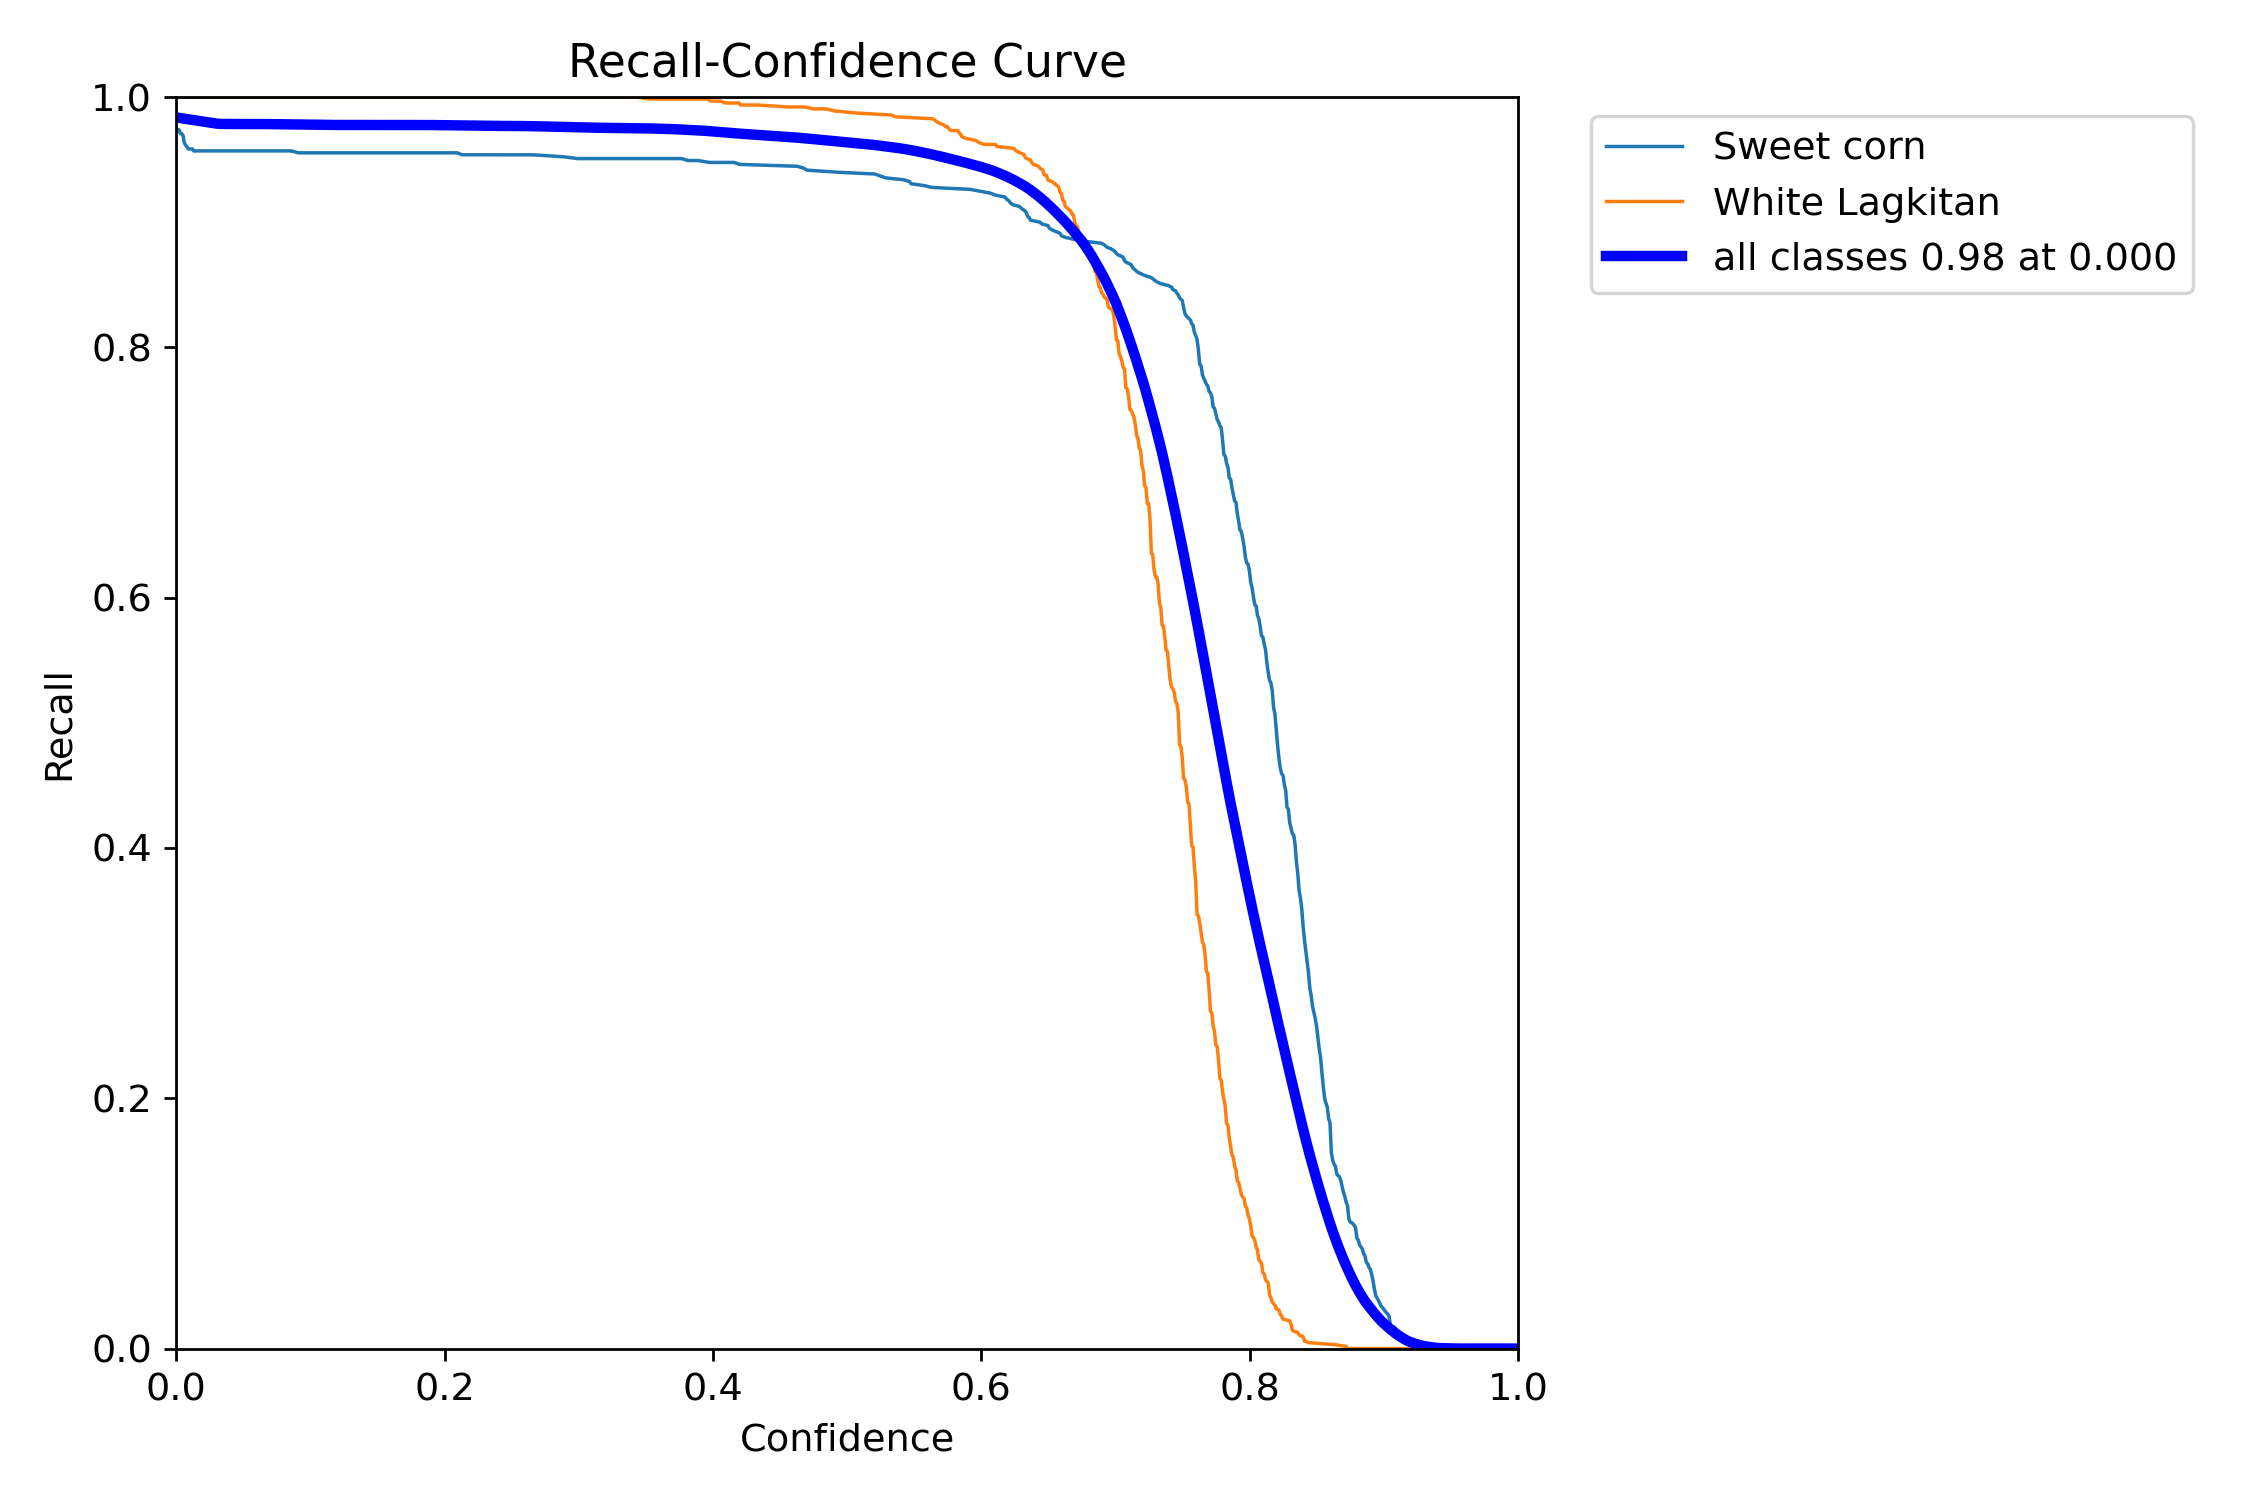 Recall-Confidence Curve
1.0
0.8
0.6
0.4
0.2
0.0
Recall
0.0 0.2 0.4 0.6 0.8 1.0
Confidence
Sweet corn
White Lagkitan
all classes 0.98 at 0.000